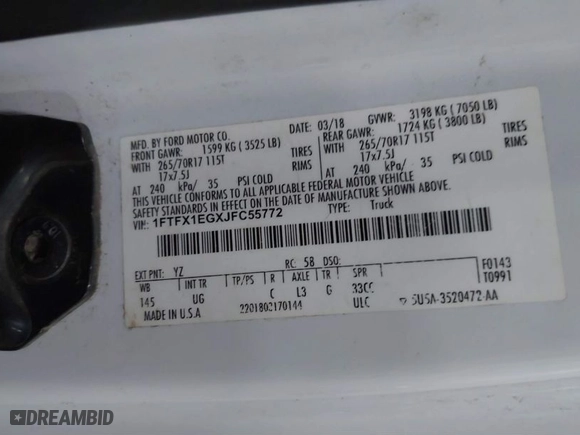 MFD. BY FORD MOTOR CO.
DATE: 03/18 GVWR: 3198 KG ( 7050 LB)
FRONT GAWR: 1599 KG ( 3525 LB) REAR GAWR: 1724 KG ( 3800 LB)
WITH 265/70R17 115T TIRES WITH 265/70R17 115T TIRES
17x7.5J RIMS 17x7.5J RIMS
AT 240 kPa/ 35 PSI COLD AT 240 kPa/ 35 PSI COLD
THIS VEHICLE CONFORMS TO ALL APPLICABLE FEDERAL MOTOR VEHICLE
SAFETY STANDARDS IN EFFECT ON THE DATE OF MANUFACTURE SHOWN ABOVE.
VIN: 1FTFX1EGXJFC55772 TYPE: Truck
F0143
T0991
EXT PNT: YZ RC: 58 DSO:
WB INT TR TP/PS R AXLE TR SPR
145 UG C L3 G
MADE IN U.S.A. 2201803170144 5U5A-3520472-AA
DREAMBID